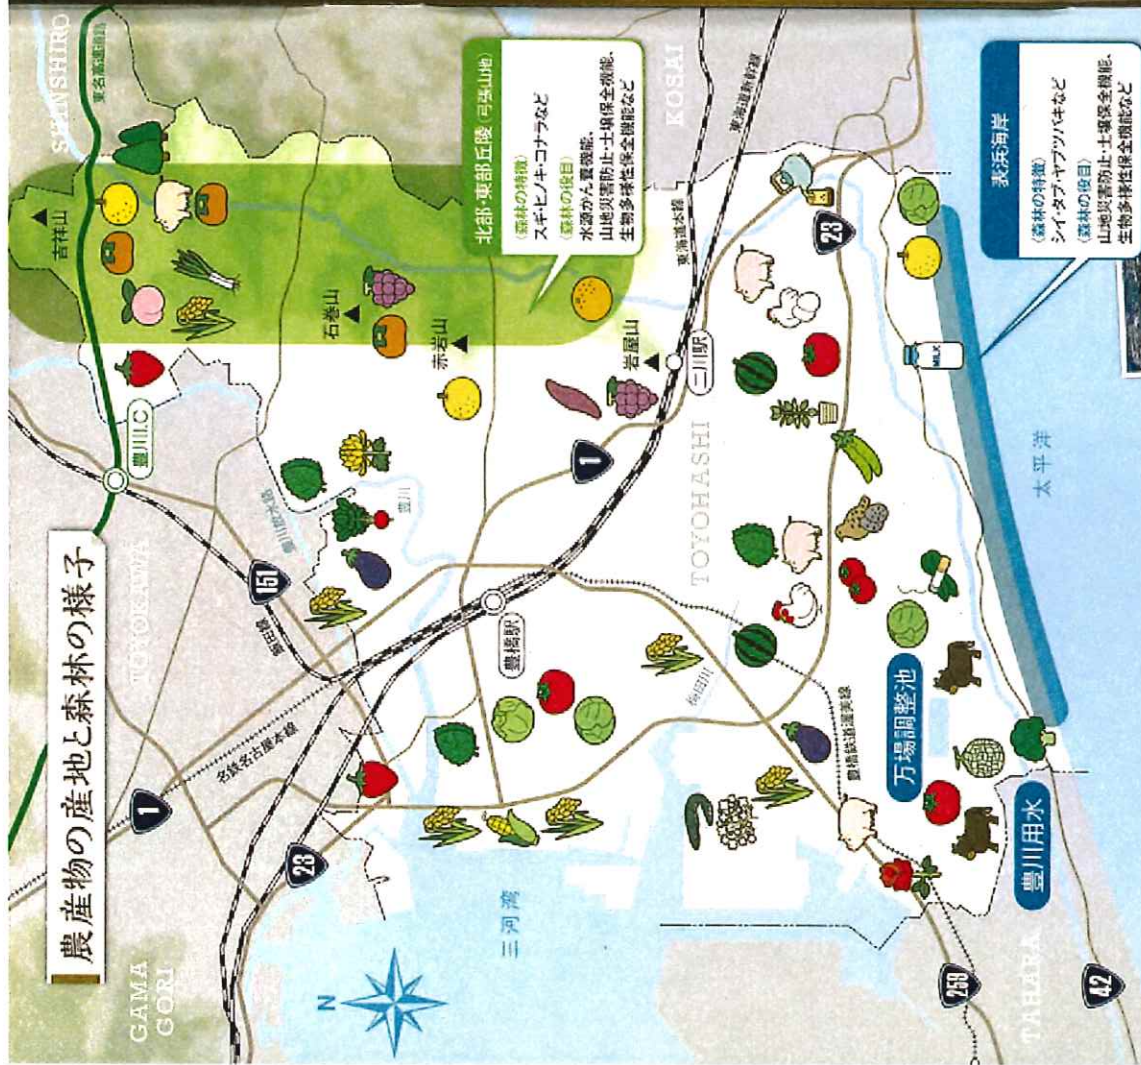 農産物の産地と森林の様子
SHINSHIRO
東名高速道路
吉祥山
豊川I.C
TOYOKAWA
GAMA
GORI
151
飯田線
1
名鉄名古屋本線
23
豊川放水路
豊川
石巻山
赤岩山
岩屋山
北部・東部丘陵(弓張山地)
〈森林の特徴〉
スギ・ヒノキ・コナラなど
〈森林の役目〉
水源かん養機能、
山地災害防止・土壌保全機能、
生物多様性保全機能など
KOSAI
東海道新幹線
東海道本線
二川駅
豊橋駅
1
TOYOHASHI
N
三河湾
梅田川
豊橋鉄道渥美線
23
MILK
表浜海岸
〈森林の特徴〉
シイ・タブ・ヤブツバキなど
〈森林の役目〉
山地災害防止・土壌保全機能、
生物多様性保全機能など
太平洋
万場調整池
豊川用水
259
TAHARA
42